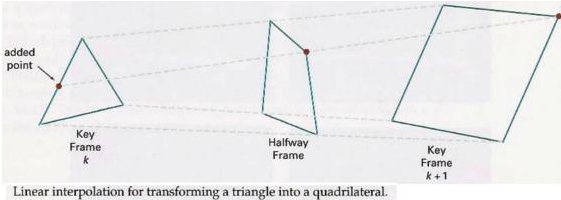 added
point
Key
Frame
k
Halfway
Frame
Key
Frame
k + 1
Linear interpolation for transforming a triangle into a quadrilateral.